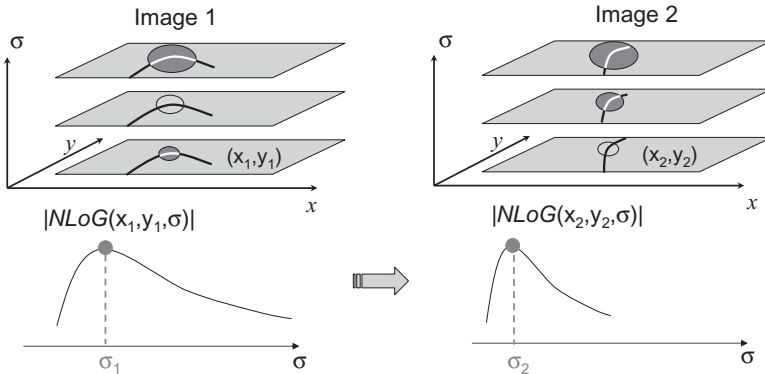 Image 1
σ
y
(x₁,y₁)
x
|NLoG(x₁,y₁,σ)|
σ₁
σ
Image 2
σ
y
(x₂,y₂)
x
|NLoG(x₂,y₂,σ)|
σ₂
σ